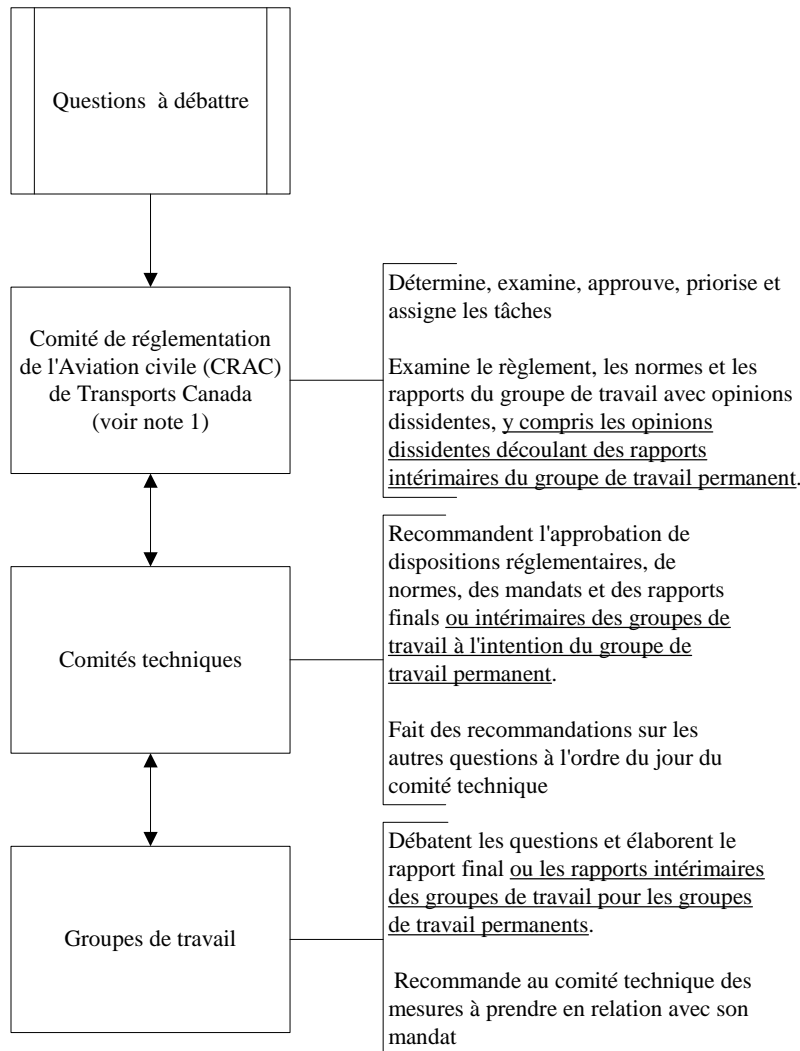 Questions à débattre
Comité de réglementation
de l'Aviation civile (CRAC)
de Transports Canada
(voir note 1)
Détermine, examine, approuve, priorise et
assigne les tâches
Examine le règlement, les normes et les
rapports du groupe de travail avec opinions
dissidentes, y compris les opinions
dissidentes découlant des rapports
intérimaires du groupe de travail permanent.
Comités techniques
Recommandent l'approbation de
dispositions réglementaires, de
normes, des mandats et des rapports
finals ou intérimaires des groupes de
travail à l'intention du groupe de
travail permanent.
Fait des recommandations sur les
autres questions à l'ordre du jour du
comité technique
Groupes de travail
Débatent les questions et élaborent le
rapport final ou les rapports intérimaires
des groupes de travail pour les groupes
de travail permanents.
Recommande au comité technique des
mesures à prendre en relation avec son
mandat